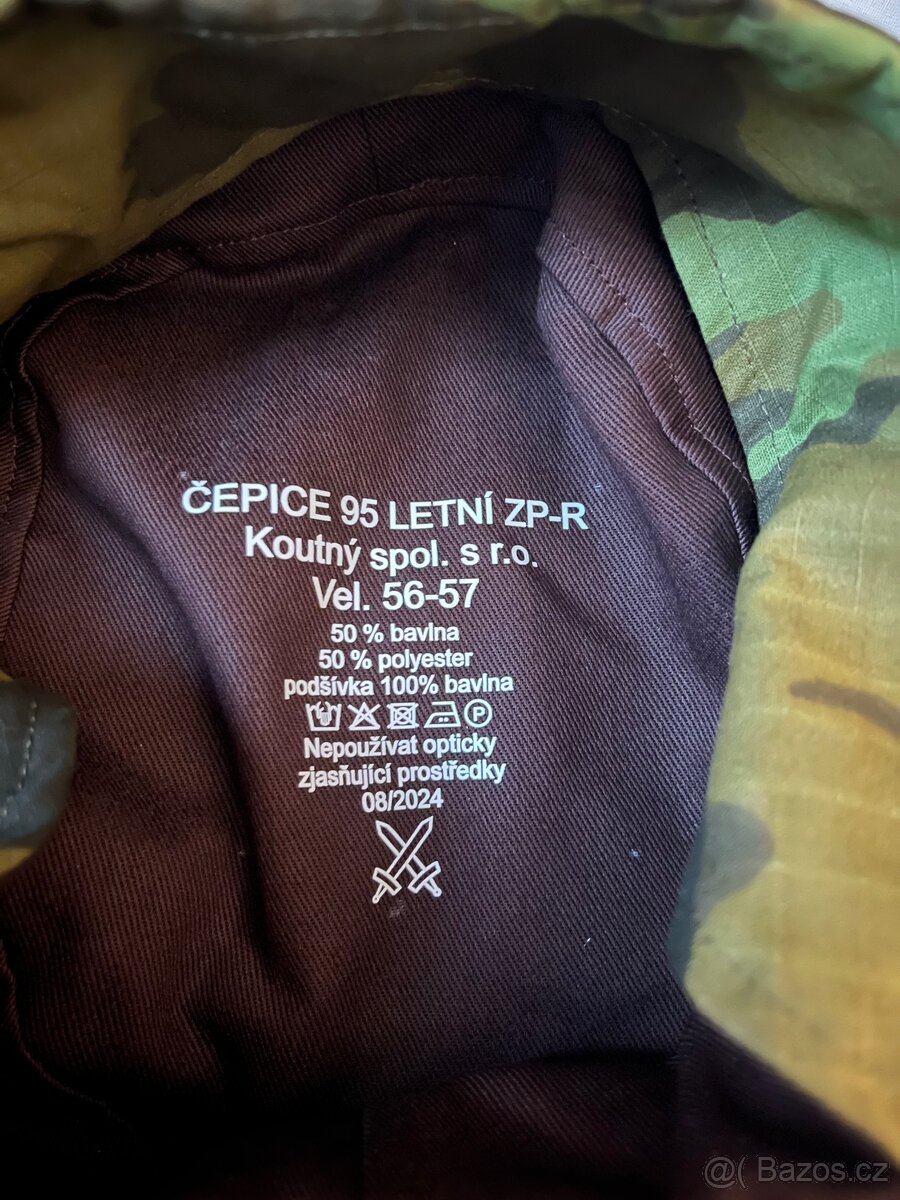 ČEPICE 95 LETNÍ ZP-R
Koutný spol. s r.o.
Vel. 56-57
50 % bavlna
50 % polyester
podšívka 100% bavlna
P
Nepoužívat opticky
zjasňující prostředky
08/2024
@( Bazos.cz